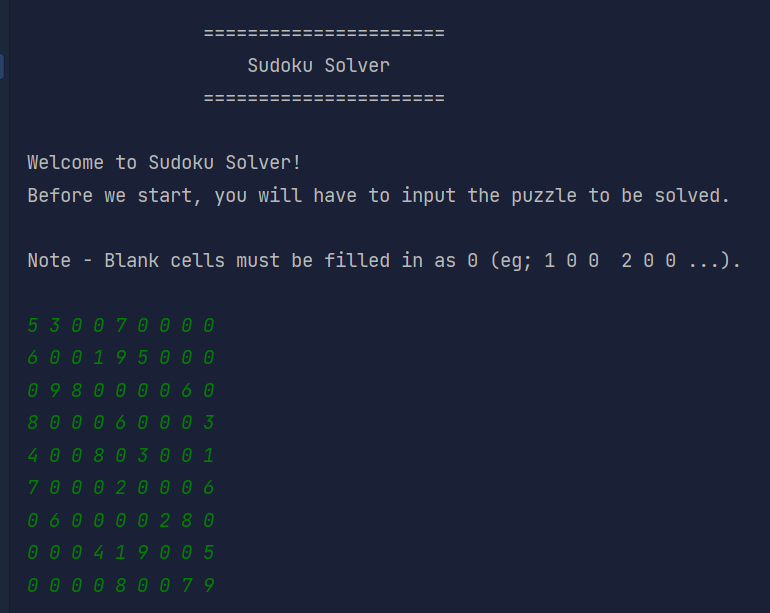 ======================
Sudoku Solver
======================
Welcome to Sudoku Solver!
Before we start, you will have to input the puzzle to be solved.
Note - Blank cells must be filled in as 0 (eg; 1 0 0  2 0 0 ...).
5 3 0 0 7 0 0 0 0
6 0 0 1 9 5 0 0 0
0 9 8 0 0 0 0 6 0
8 0 0 0 6 0 0 0 3
4 0 0 8 0 3 0 0 1
7 0 0 0 2 0 0 0 6
0 6 0 0 0 0 2 8 0
0 0 0 4 1 9 0 0 5
0 0 0 0 8 0 0 7 9